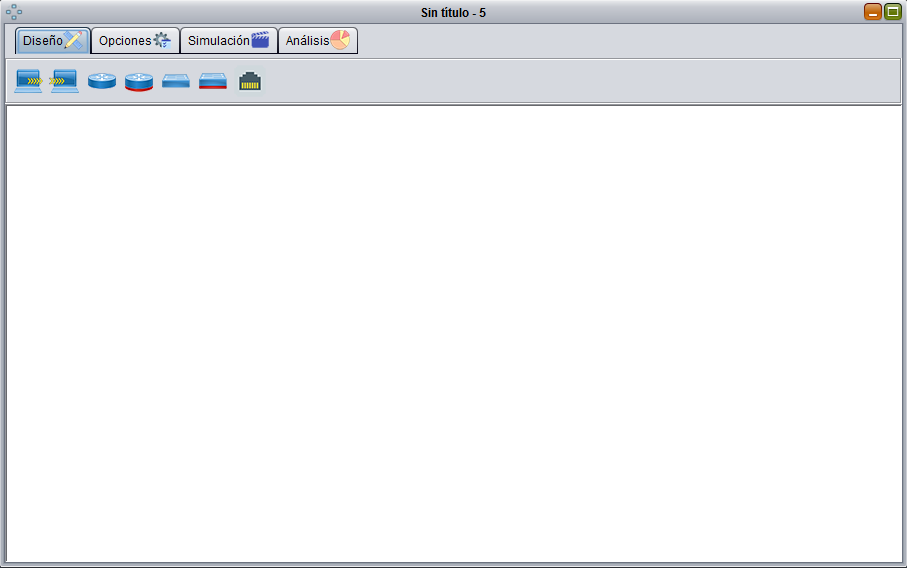 Sin título - 5
Diseño Opciones Simulación Análisis